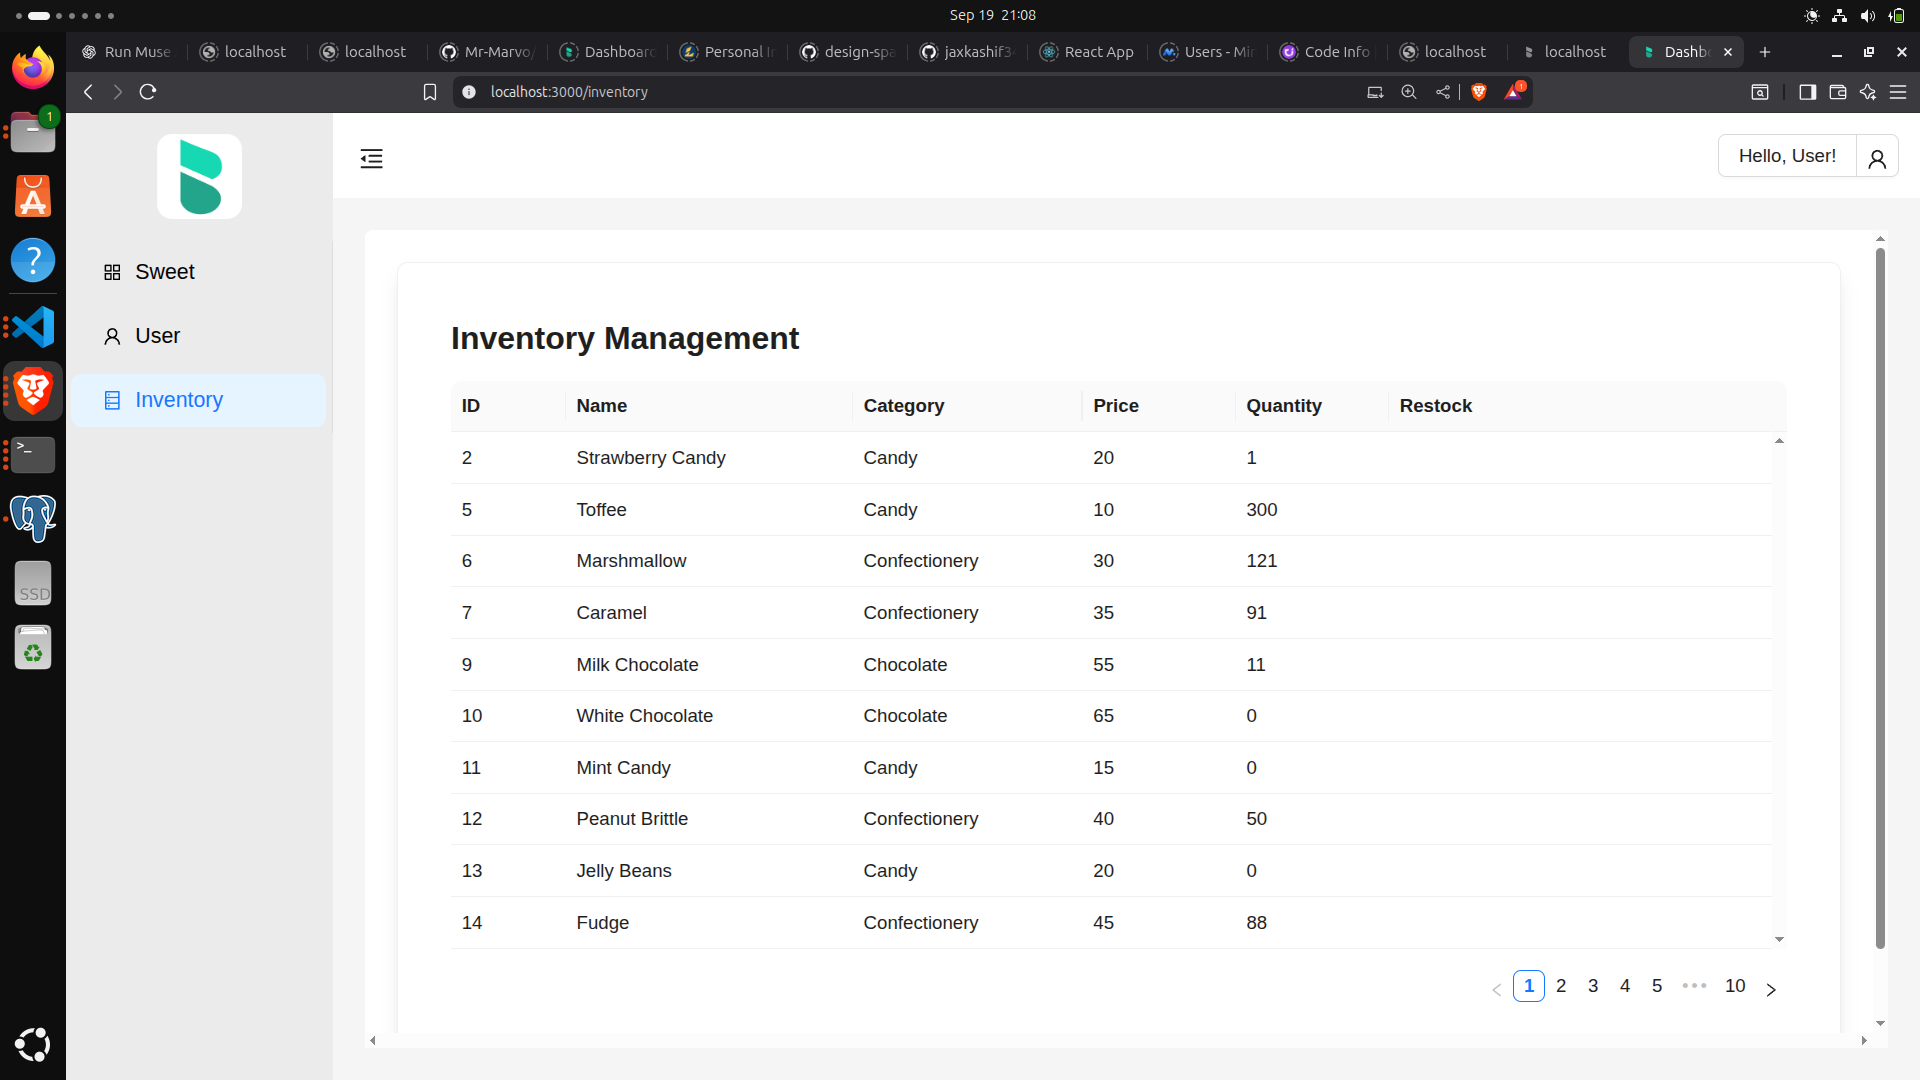 Sep 19 21:08
Run Muse
localhost
localhost
Mr-Marvo/
Dashboard
Personal I
design-spa
jaxkashif3
React App
Users - Mi
Code Info
localhost
localhost
Dashb
localhost:3000/inventory
1
1
Hello, User!
Sweet
User
Inventory
Inventory Management
ID Name Category Price Quantity Restock
2 Strawberry Candy Candy 20 1
5 Toffee Candy 10 300
6 Marshmallow Confectionery 30 121
7 Caramel Confectionery 35 91
9 Milk Chocolate Chocolate 55 11
10 White Chocolate Chocolate 65 0
11 Mint Candy Candy 15 0
12 Peanut Brittle Confectionery 40 50
13 Jelly Beans Candy 20 0
14 Fudge Confectionery 45 88
1 2 3 4 5 ••• 10
SSD